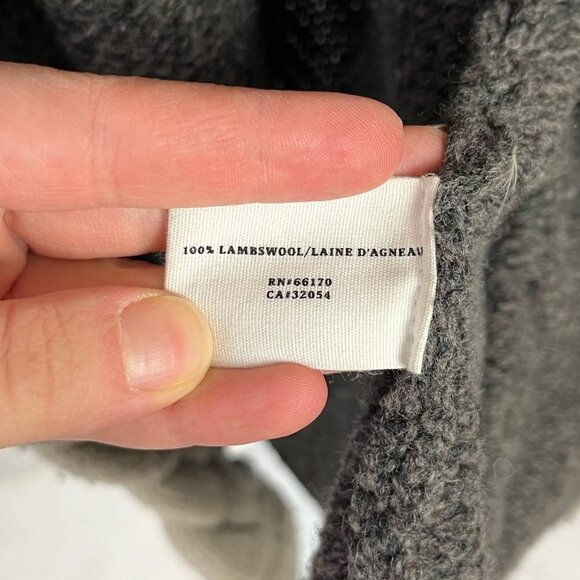 100% LAMBSWOOL/LAINE D'AGNEAU
RN#66170
CA#32054